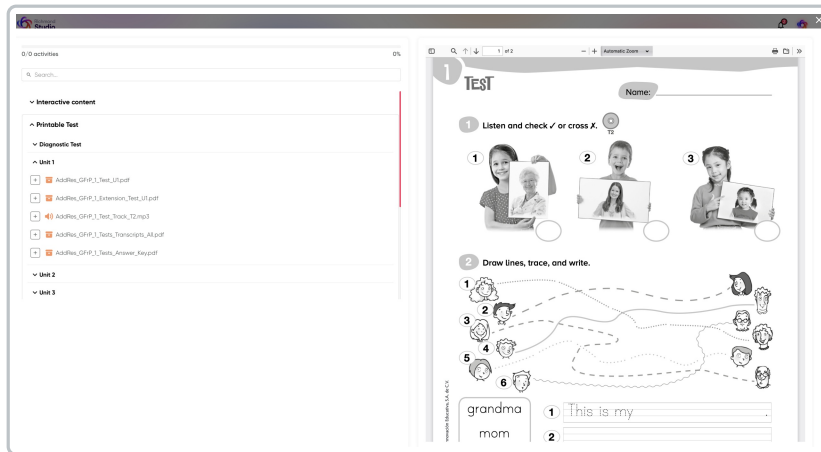 Richmond
Studio
0/0 activities
0%
Search...
Interactive content
Printable Test
Diagnostic Test
Unit 1
AddRes_GFrP_1_Test_U1.pdf
AddRes_GFrP_1_Extension_Test_U1.pdf
AddRes_GFrP_1_Test_Track_T2.mp3
AddRes_GFrP_1_Tests_Transcripts_All.pdf
AddRes_GFrP_1_Tests_Answer_Key.pdf
Unit 2
Unit 3
1 of 2
Automatic Zoom
1
TEST
Name:
1 Listen and check ✓ or cross ✗.
T2
1
2
3
2 Draw lines, trace, and write.
1
2
3
4
5
6
grandma
mom
1 This is my .
2
Educativa, S.A. de C.V.